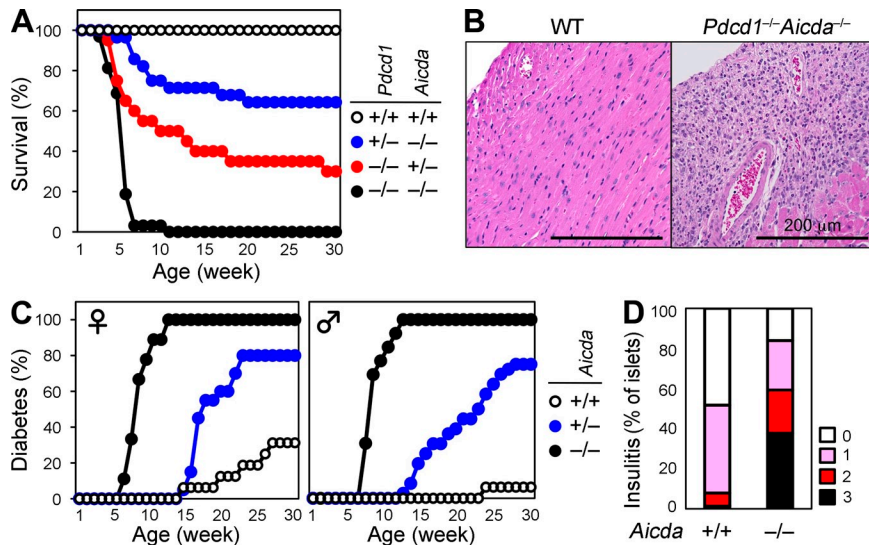 A
Survival (%)
100
80
60
40
20
0
1 5 10 15 20 25 30
Age (week)
Pdcd1 Aicda
+/+ +/+
+/– –/–
–/– +/–
–/– –/–
B
WT
Pdcd1–/–Aicda–/–
200 µm
C
♀
Diabetes (%)
100
80
60
40
20
0
1 5 10 15 20 25 30
Age (week)
♂
1 5 10 15 20 25 30
Age (week)
Aicda
+/+
+/–
–/–
D
Insulitis (% of islets)
100
80
60
40
20
0
Aicda +/+ –/–
0
1
2
3